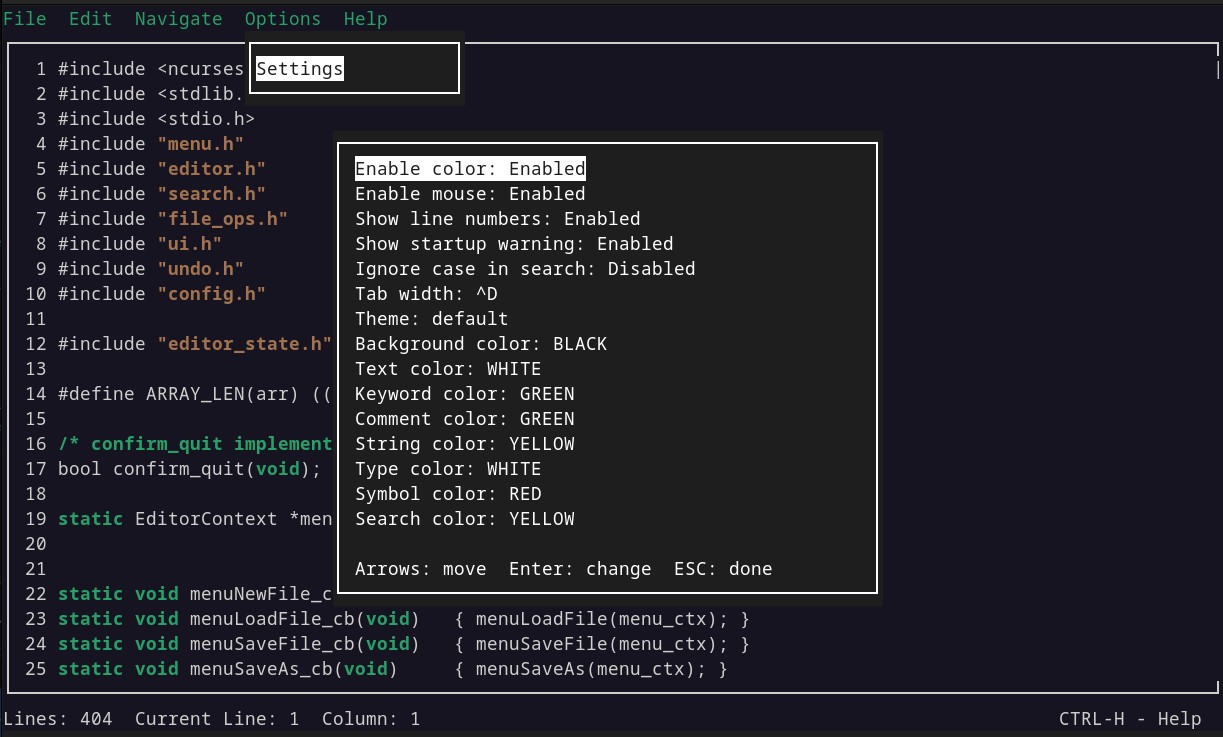 File  Edit  Navigate  Options  Help
Settings
1 #include <ncurses
2 #include <stdlib.
3 #include <stdio.h>
4 #include "menu.h"
5 #include "editor.h"
6 #include "search.h"
7 #include "file_ops.h"
8 #include "ui.h"
9 #include "undo.h"
10 #include "config.h"
11
12 #include "editor_state.h"
13
14 #define ARRAY_LEN(arr) ((
15
16 /* confirm_quit implement
17 bool confirm_quit(void);
18
19 static EditorContext *men
20
21
22 static void menuNewFile_c
23 static void menuLoadFile_cb(void)   { menuLoadFile(menu_ctx); }
24 static void menuSaveFile_cb(void)   { menuSaveFile(menu_ctx); }
25 static void menuSaveAs_cb(void)     { menuSaveAs(menu_ctx); }
Enable color: Enabled
Enable mouse: Enabled
Show line numbers: Enabled
Show startup warning: Enabled
Ignore case in search: Disabled
Tab width: ^D
Theme: default
Background color: BLACK
Text color: WHITE
Keyword color: GREEN
Comment color: GREEN
String color: YELLOW
Type color: WHITE
Symbol color: RED
Search color: YELLOW
Arrows: move  Enter: change  ESC: done
Lines: 404  Current Line: 1  Column: 1
CTRL-H - Help